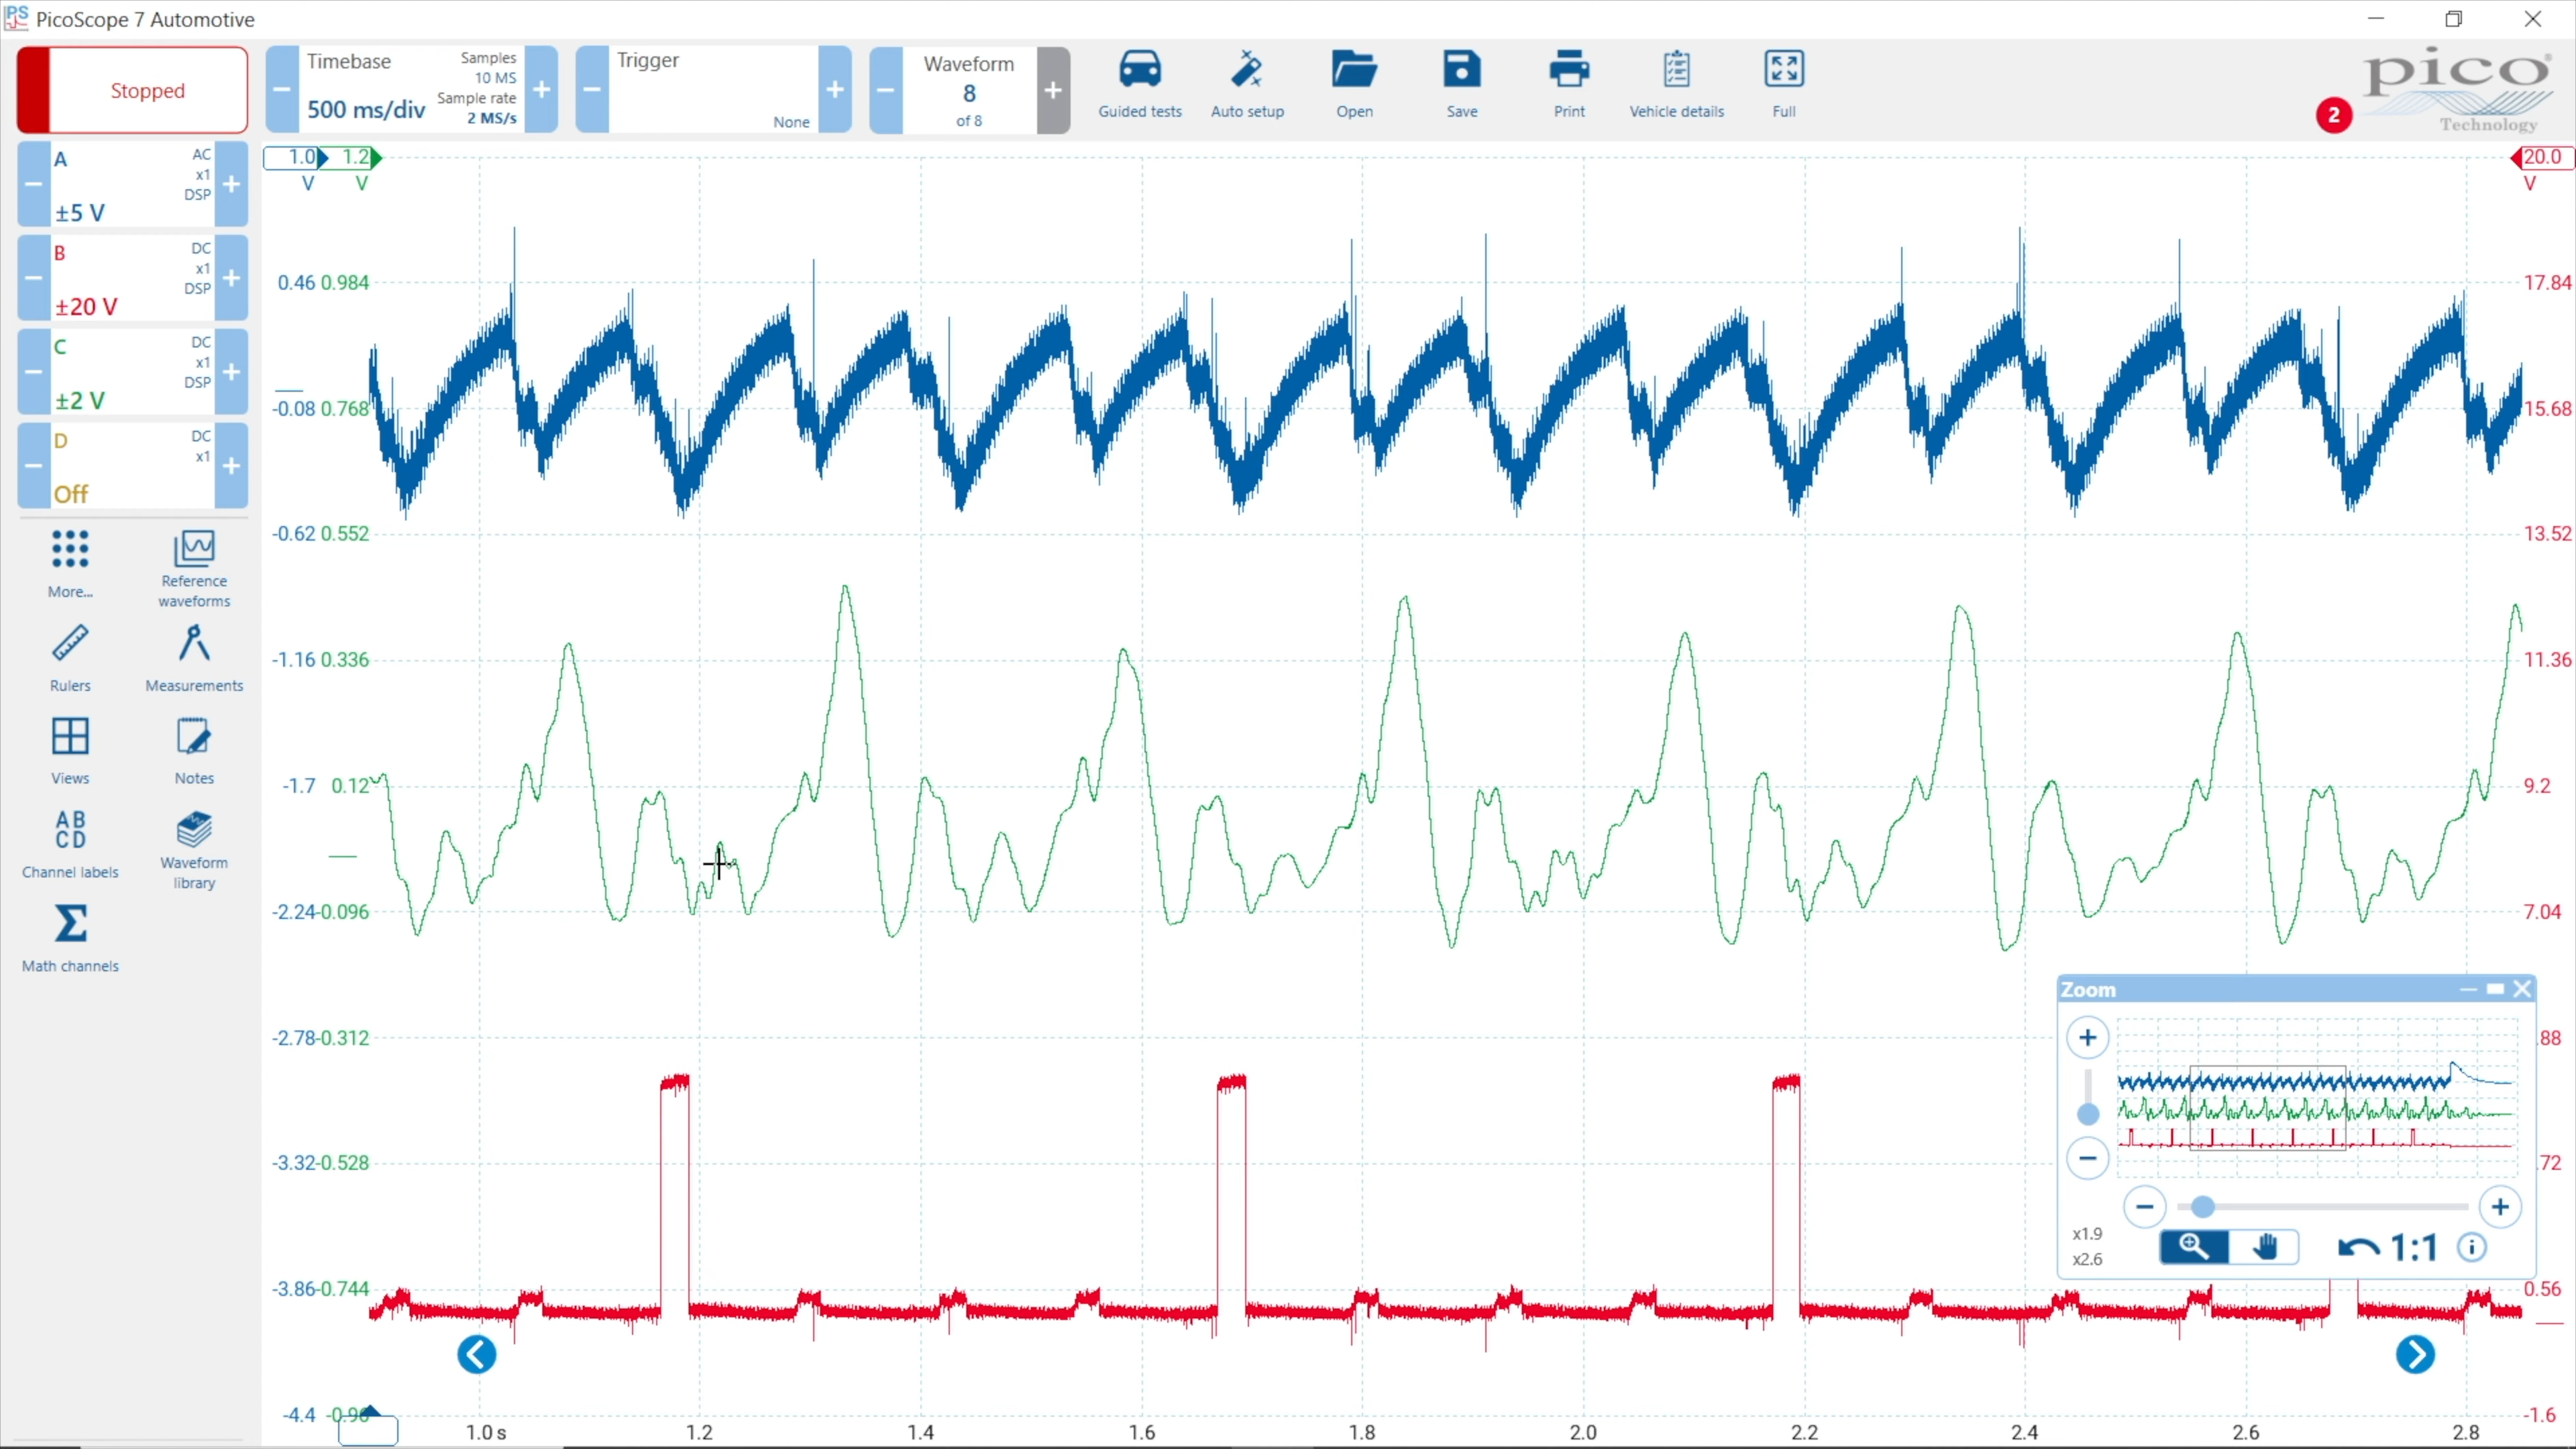 PS PicoScope 7 Automotive
Stopped
Timebase
500 ms/div
Samples
10 MS
Sample rate
2 MS/s
Trigger
None
Waveform
8
of 8
Guided tests
Auto setup
Open
Save
Print
Vehicle details
Full
2
pico
Technology
A
AC
x1
DSP
±5 V
B
DC
x1
DSP
±20 V
C
DC
x1
DSP
±2 V
D
DC
x1
Off
More...
Reference
waveforms
Rulers
Measurements
Views
Notes
AB
CD
Channel labels
Waveform
library
Σ
Math channels
1.0 1.2 20.0
V V V
0.46 0.984 17.84
-0.08 0.768 15.68
-0.62 0.552 13.52
-1.16 0.336 11.36
-1.7 0.12 9.2
-2.24 -0.096 7.04
-2.78 -0.312 .88
-3.32 -0.528 .72
-3.86 -0.744 0.56
-4.4 -0.96 -1.6
1.0 s 1.2 1.4 1.6 1.8 2.0 2.2 2.4 2.6 2.8
Zoom
x1.9
x2.6
1:1
i